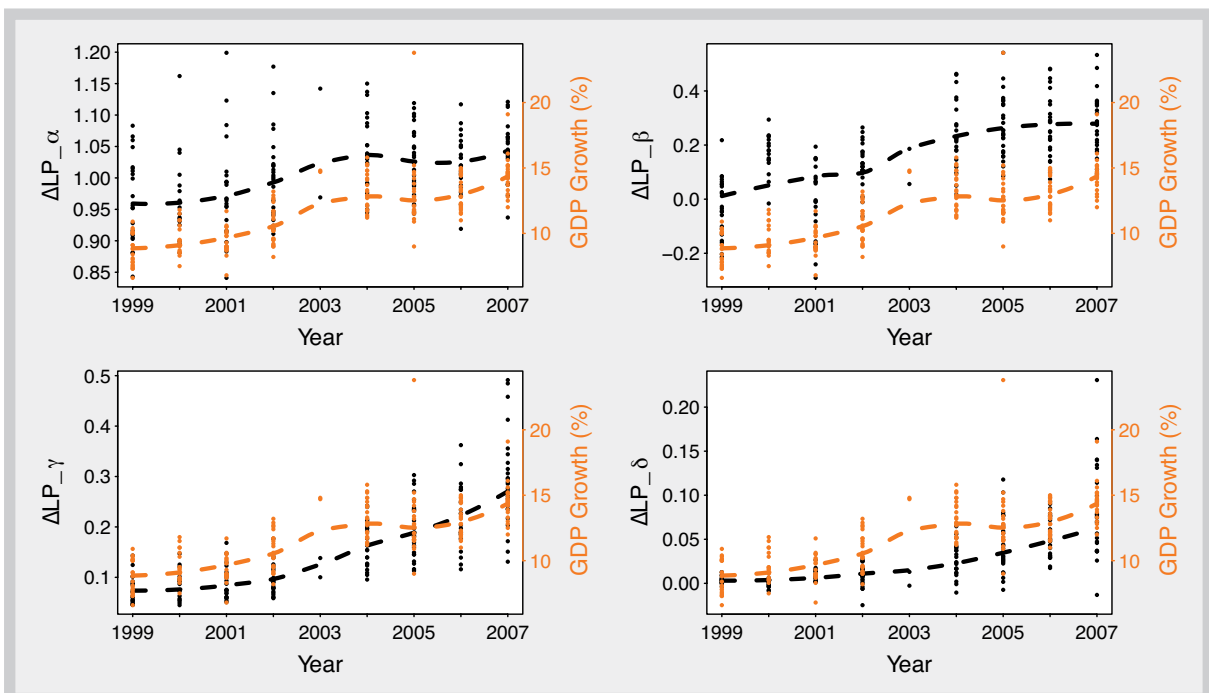 ΔLP_α
1.20
1.15
1.10
1.05
1.00
0.95
0.90
0.85
20
15
10
GDP Growth (%)
1999 2001 2003 2005 2007
Year
ΔLP_β
0.4
0.2
0.0
−0.2
20
15
10
GDP Growth (%)
1999 2001 2003 2005 2007
Year
ΔLP_γ
0.5
0.4
0.3
0.2
0.1
20
15
10
GDP Growth (%)
1999 2001 2003 2005 2007
Year
ΔLP_δ
0.20
0.15
0.10
0.05
0.00
20
15
10
GDP Growth (%)
1999 2001 2003 2005 2007
Year